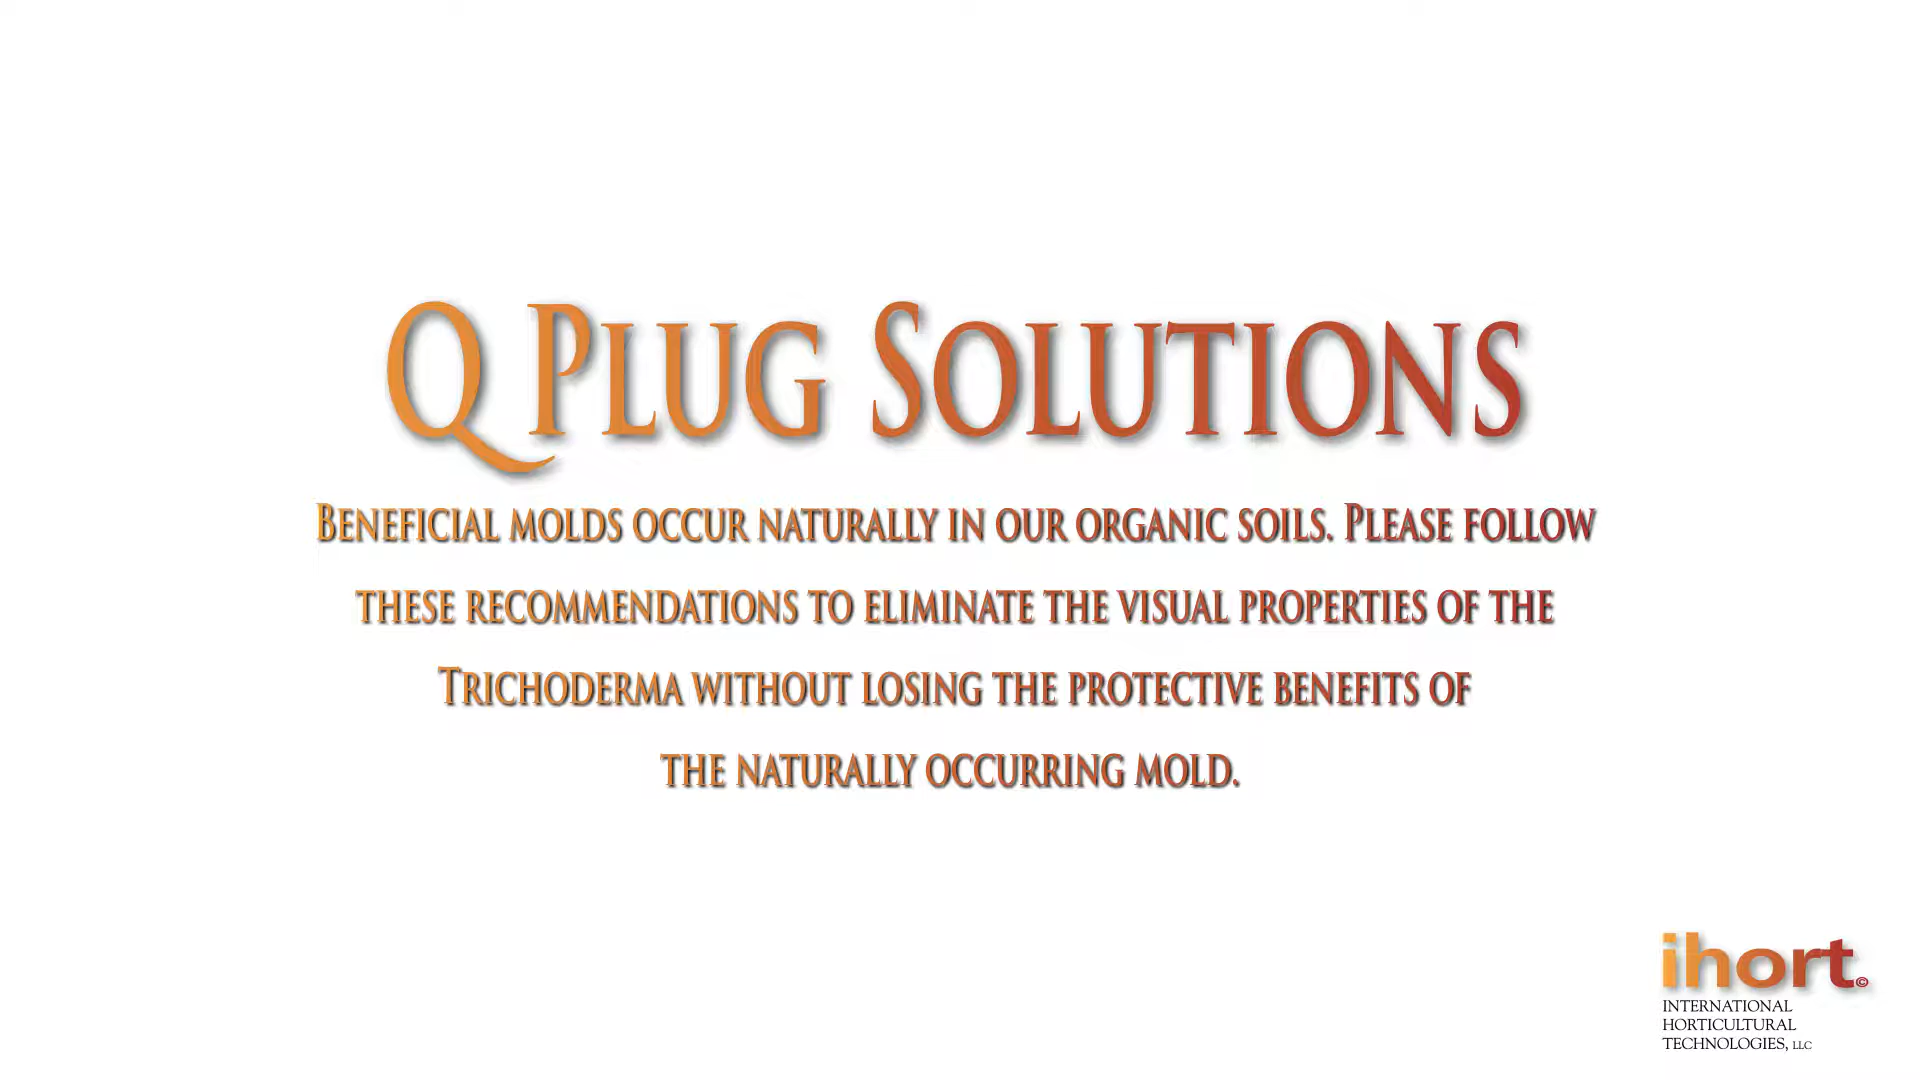 Q Plug Solutions
Beneficial molds occur naturally in our organic soils. Please follow
these recommendations to eliminate the visual properties of the
Trichoderma without losing the protective benefits of
the naturally occurring mold.
ihort©
INTERNATIONAL
HORTICULTURAL
TECHNOLOGIES, LLC